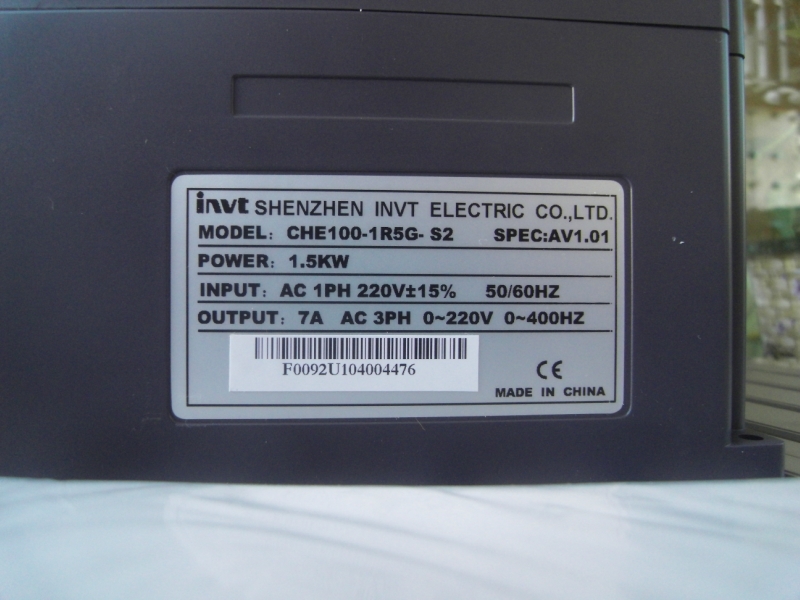 invt SHENZHEN INVT ELECTRIC CO.,LTD.
MODEL: CHE100-1R5G- S2 SPEC:AV1.01
POWER: 1.5KW
INPUT: AC 1PH 220V±15% 50/60HZ
OUTPUT: 7A AC 3PH 0~220V 0~400HZ
F0092U104004476
CE
MADE IN CHINA